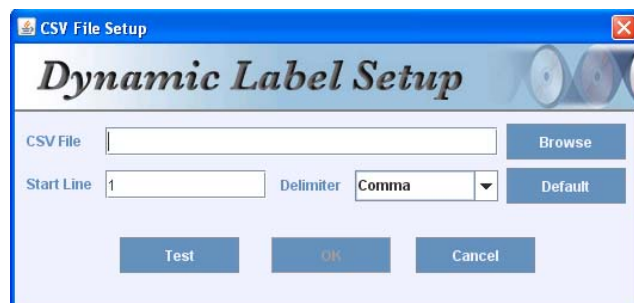 CSV File Setup
Dynamic Label Setup
CSV File Browse
Start Line 1 Delimiter Comma Default
Test OK Cancel